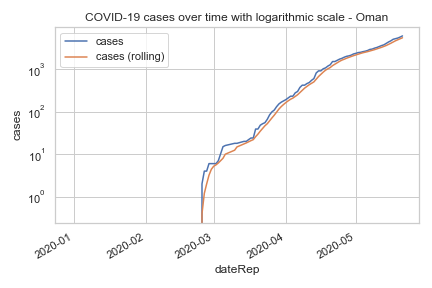 COVID-19 cases over time with logarithmic scale - Oman
cases
cases (rolling)
10³
10²
10¹
10⁰
cases
2020-01
2020-02
2020-03
2020-04
2020-05
dateRep